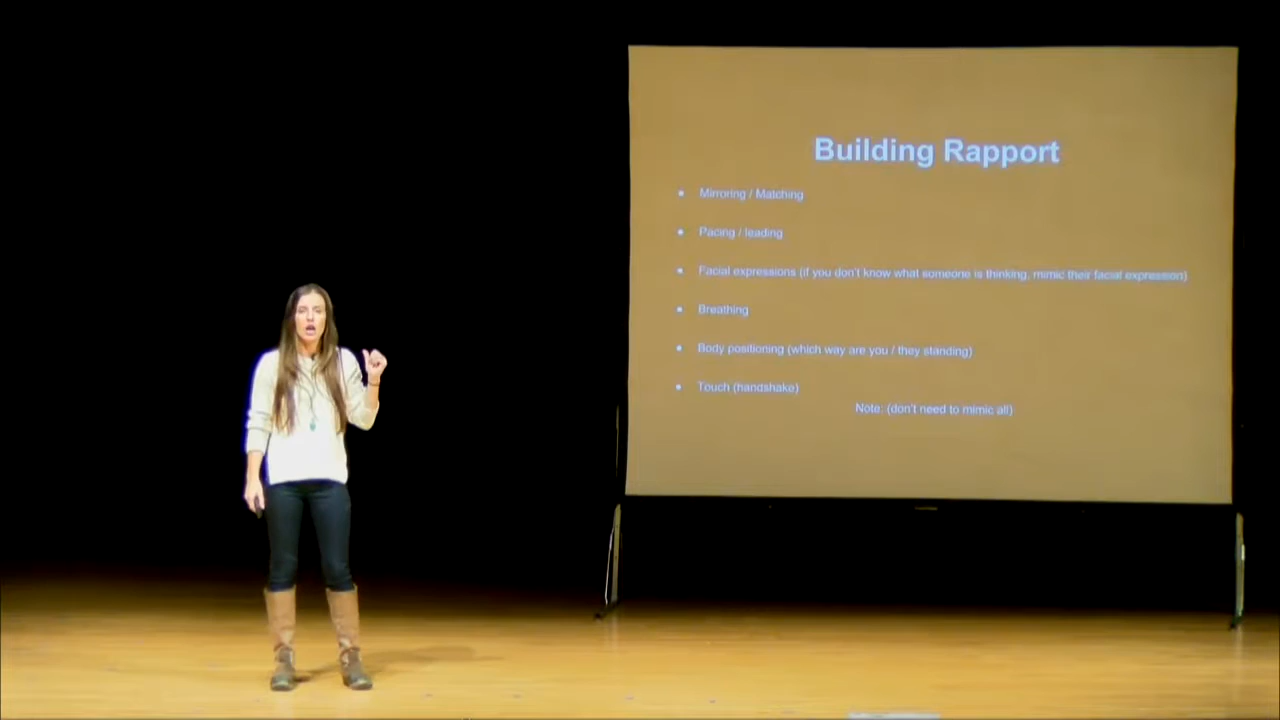 Building Rapport
● Mirroring / Matching
● Pacing / leading
● Facial expressions (if you don't know what someone is thinking, mimic their facial expression)
● Breathing
● Body positioning (which way are you / they standing)
● Touch (handshake)
Note: (don't need to mimic all)